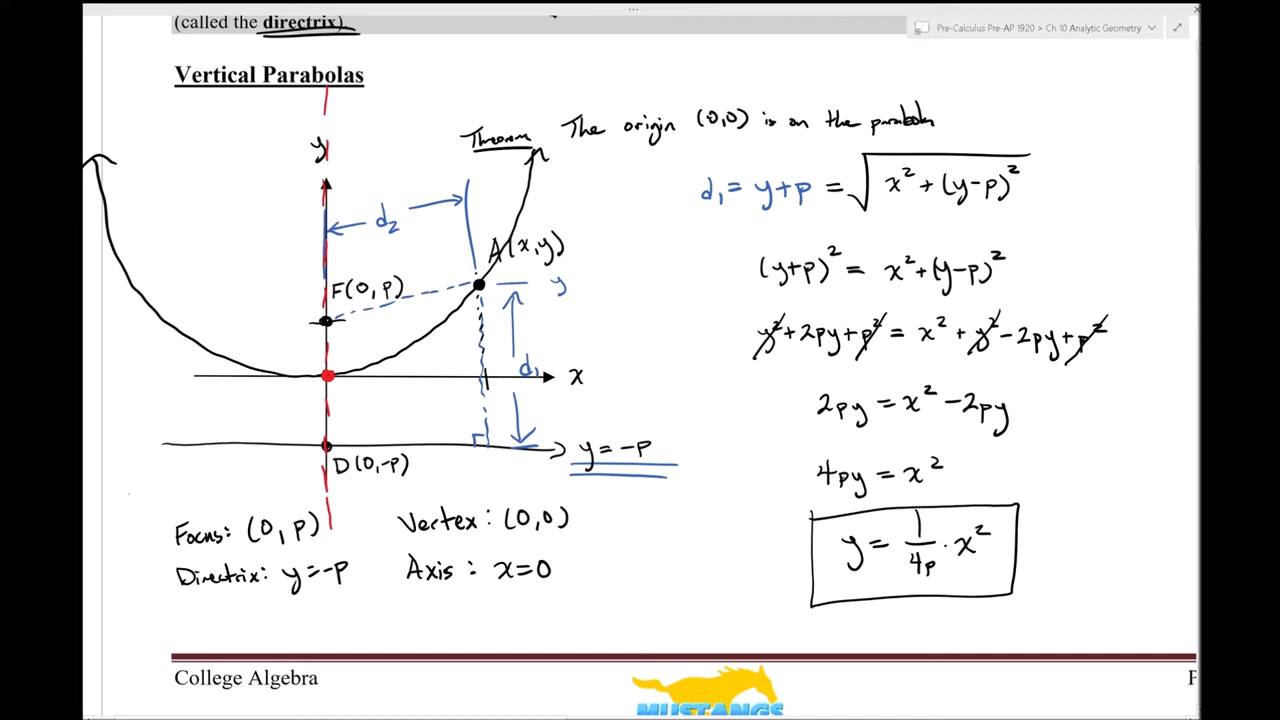 (called the directrix).
Pre-Calculus Pre-AP 1920 > Ch 10 Analytic Geometry
Vertical Parabolas
Theorem The origin (0,0) is on the parabola
y
d₁ = y+p = √(x² + (y-p)²)
d₂
A(x,y)
(y+p)² = x² + (y-p)²
F(0,p)
y
y² + 2py + p² = x² + y² - 2py + p²
d₁
x
2py = x² - 2py
y = -p
D(0,-p)
4py = x²
Focus: (0,p)
Vertex: (0,0)
y = 1/4p · x²
Directrix: y=-p
Axis: x=0
College Algebra
P
MUSTANGS